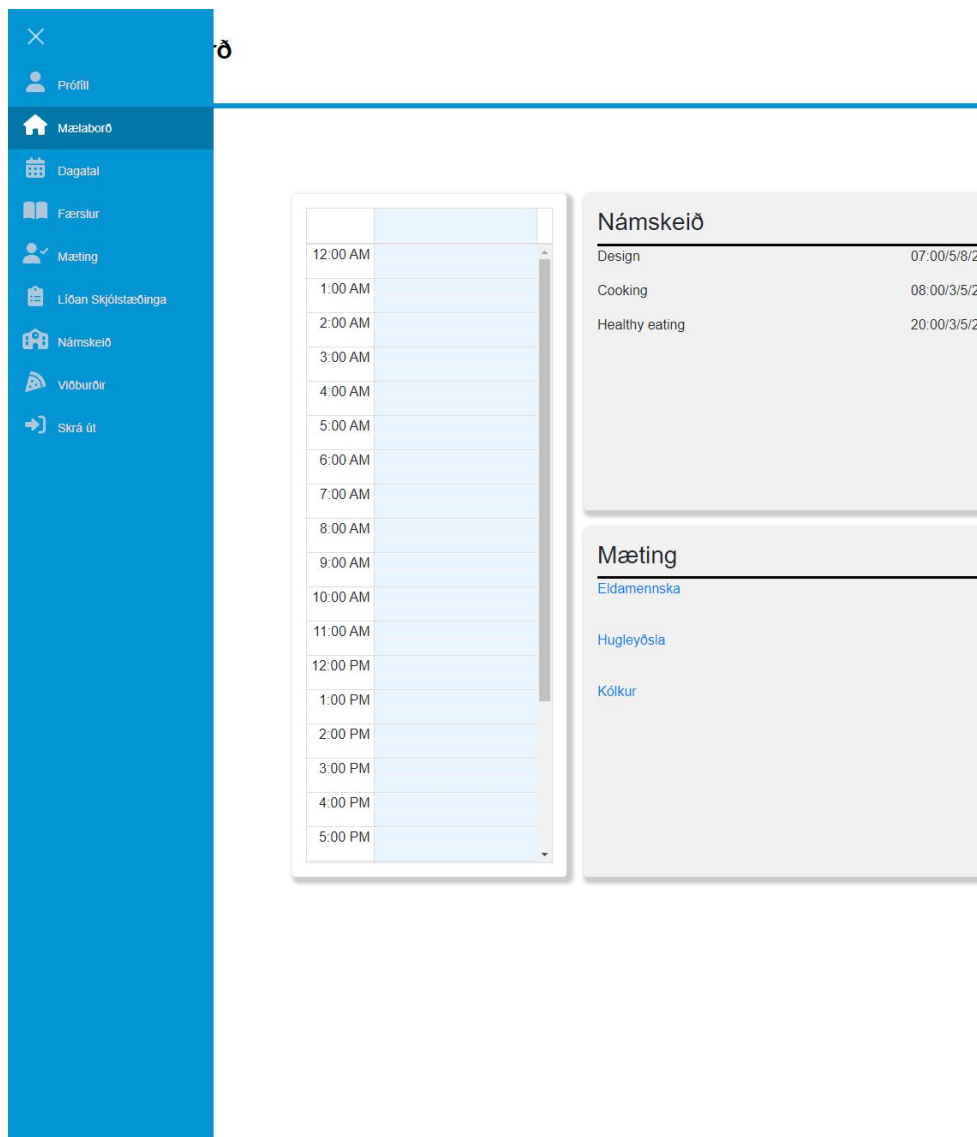 ð
Prófíll
Mælaborð
Dagatal
Færslur
Mæting
Líðan Skjólstæðinga
Námskeið
Viðburðir
Skrá út
12:00 AM
1:00 AM
2:00 AM
3:00 AM
4:00 AM
5:00 AM
6:00 AM
7:00 AM
8:00 AM
9:00 AM
10:00 AM
11:00 AM
12:00 PM
1:00 PM
2:00 PM
3:00 PM
4:00 PM
5:00 PM
Námskeið
Design 07:00/5/8/2
Cooking 08:00/3/5/2
Healthy eating 20:00/3/5/2
Mæting
Eldamennska
Hugleyðsla
Kólkur